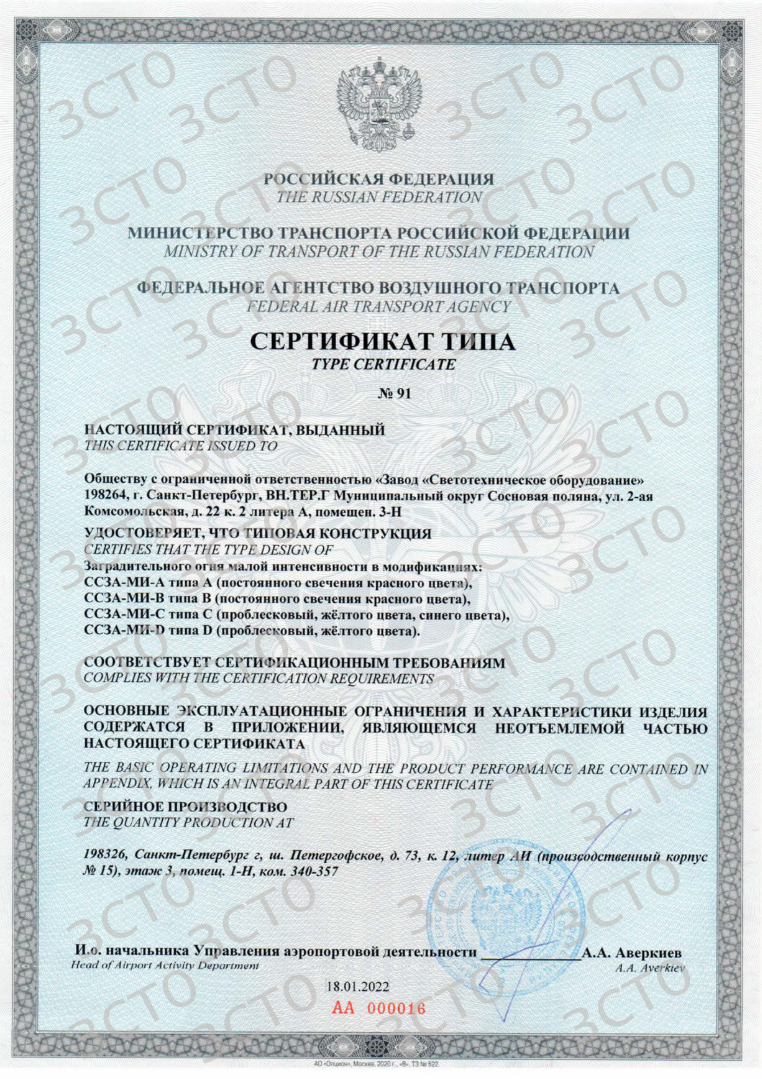 РОССИЙСКАЯ ФЕДЕРАЦИЯ
THE RUSSIAN FEDERATION
МИНИСТЕРСТВО ТРАНСПОРТА РОССИЙСКОЙ ФЕДЕРАЦИИ
MINISTRY OF TRANSPORT OF THE RUSSIAN FEDERATION
ФЕДЕРАЛЬНОЕ АГЕНТСТВО ВОЗДУШНОГО ТРАНСПОРТА
FEDERAL AIR TRANSPORT AGENCY
СЕРТИФИКАТ ТИПА
TYPE CERTIFICATE
№ 91
НАСТОЯЩИЙ СЕРТИФИКАТ, ВЫДАННЫЙ
THIS CERTIFICATE ISSUED TO
Обществу с ограниченной ответственностью «Завод «Светотехническое оборудование»
198264, г. Санкт-Петербург, ВН.ТЕР.Г Муниципальный округ Сосновая поляна, ул. 2-ая
Комсомольская, д. 22 к. 2 литера А, помещен. 3-Н
УДОСТОВЕРЯЕТ, ЧТО ТИПОВАЯ КОНСТРУКЦИЯ
CERTIFIES THAT THE TYPE DESIGN OF
Заградительного огня малой интенсивности в модификациях:
ССЗА-МИ-А типа А (постоянного свечения красного цвета),
ССЗА-МИ-В типа В (постоянного свечения красного цвета),
ССЗА-МИ-С типа С (проблесковый, жёлтого цвета, синего цвета),
ССЗА-МИ-D типа D (проблесковый, жёлтого цвета).
СООТВЕТСТВУЕТ СЕРТИФИКАЦИОННЫМ ТРЕБОВАНИЯМ
COMPLIES WITH THE CERTIFICATION REQUIREMENTS
ОСНОВНЫЕ ЭКСПЛУАТАЦИОННЫЕ ОГРАНИЧЕНИЯ И ХАРАКТЕРИСТИКИ ИЗДЕЛИЯ
СОДЕРЖАТСЯ В ПРИЛОЖЕНИИ, ЯВЛЯЮЩЕМСЯ НЕОТЪЕМЛЕМОЙ ЧАСТЬЮ
НАСТОЯЩЕГО СЕРТИФИКАТА
THE BASIC OPERATING LIMITATIONS AND THE PRODUCT PERFORMANCE ARE CONTAINED IN
APPENDIX, WHICH IS AN INTEGRAL PART OF THIS CERTIFICATE
СЕРИЙНОЕ ПРОИЗВОДСТВО
THE QUANTITY PRODUCTION AT
198326, Санкт-Петербург г, ш. Петергофское, д. 73, к. 12, литер АИ (производственный корпус
№ 15), этаж 3, помещ. 1-Н, ком. 340-357
И.о. начальника Управления аэропортовой деятельности А.А. Аверкиев
Head of Airport Activity Department A.A. Averkiev
18.01.2022
АА 000016
АО «Опцион», Москва, 2020 г., «В». ТЗ № 522
ЗСТО